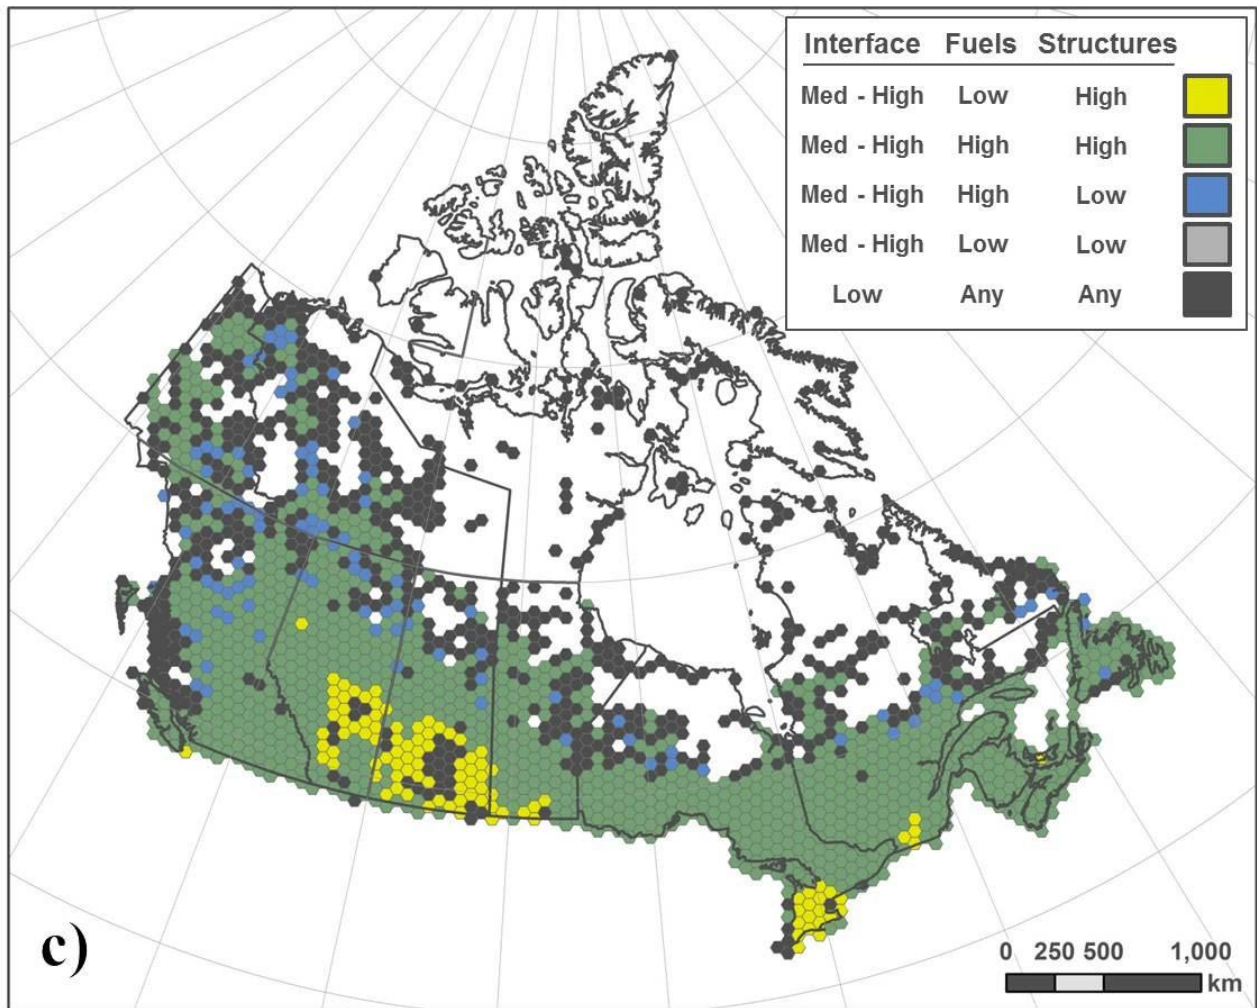 Interface Fuels Structures
Med - High Low High
Med - High High High
Med - High High Low
Med - High Low Low
Low Any Any
c)
0 250 500 1,000
km